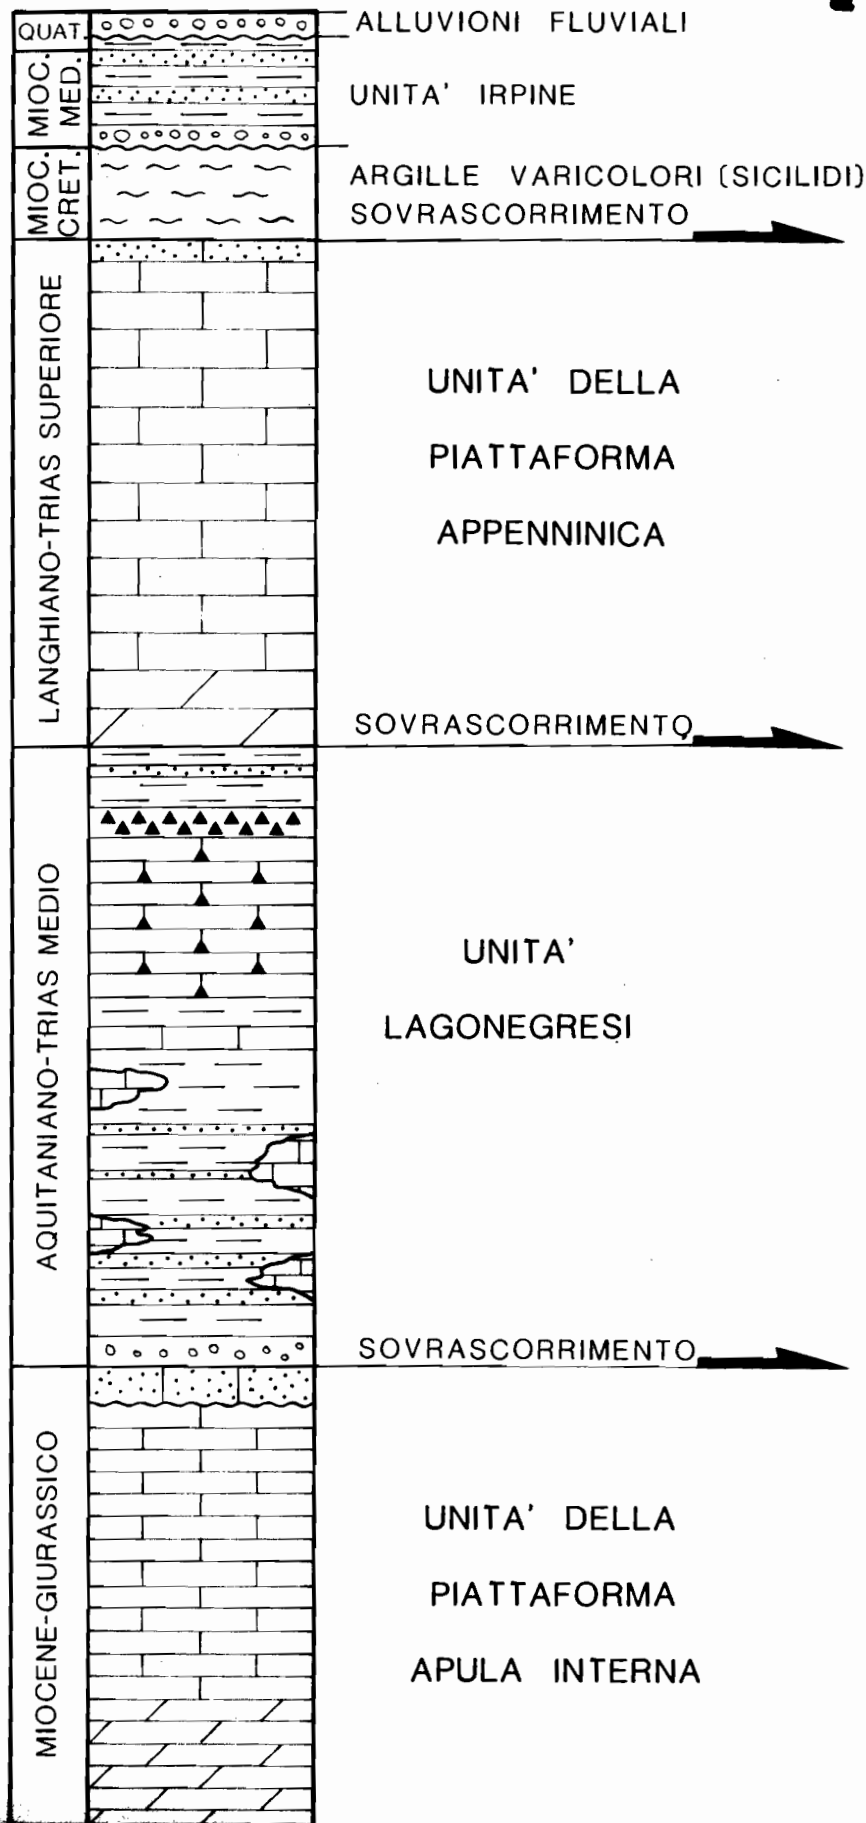 QUAT.
ALLUVIONI FLUVIALI
MIOC.
MED.
UNITA' IRPINE
MIOC.
CRET.
ARGILLE VARICOLORI (SICILIDI)
SOVRASCORRIMENTO
LANGHIANO-TRIAS SUPERIORE
UNITA' DELLA
PIATTAFORMA
APPENNINICA
SOVRASCORRIMENTO
AQUITANIANO-TRIAS MEDIO
UNITA'
LAGONEGRESI
SOVRASCORRIMENTO
MIOCENE-GIURASSICO
UNITA' DELLA
PIATTAFORMA
APULA INTERNA